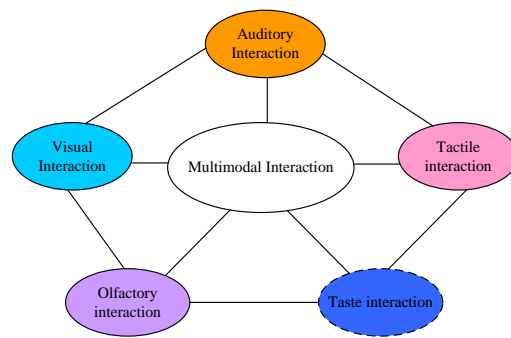 Auditory
Interaction
Visual
Interaction
Multimodal Interaction
Tactile
interaction
Olfactory
interaction
Taste interaction